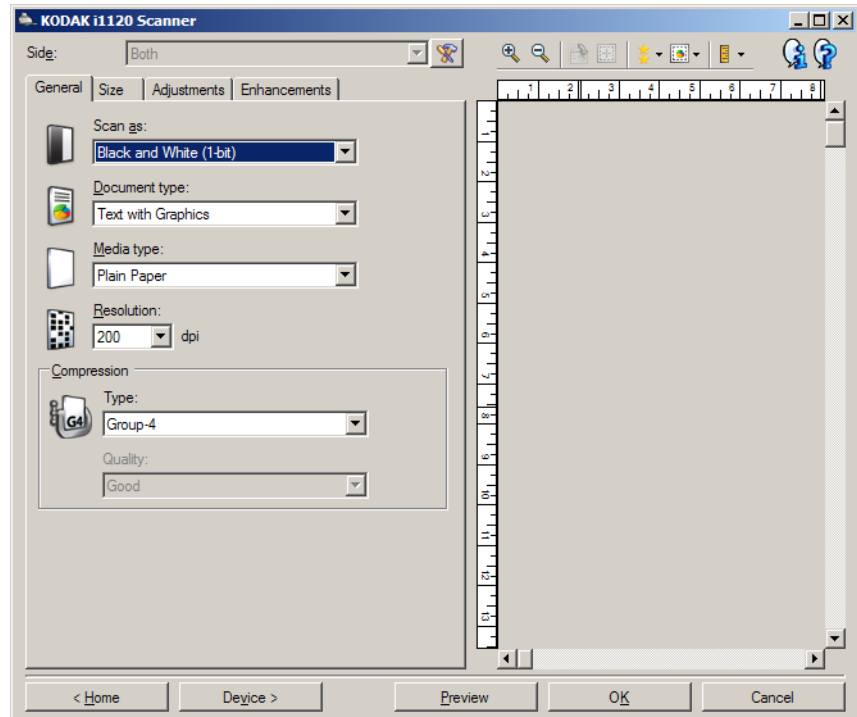 KODAK i1120 Scanner
Side: Both
General Size Adjustments Enhancements
Scan as:
Black and White (1-bit)
Document type:
Text with Graphics
Media type:
Plain Paper
Resolution:
200 dpi
Compression
Type:
G4 Group-4
Quality:
Good
1 2 3 4 5 6 7 8
1
2
3
4
5
6
7
8
9
10
11
12
13
< Home Device > Preview OK Cancel